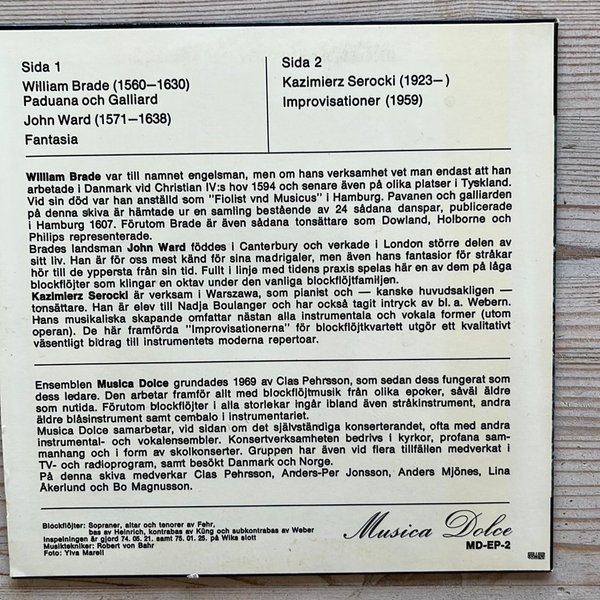 Sida 1
William Brade (1560—1630)
Paduana och Galliard
John Ward (1571—1638)
Fantasia
Sida 2
Kazimierz Serocki (1923— )
Improvisationer (1959)
William Brade var till namnet engelsman, men om hans verksamhet vet man endast att han
arbetade i Danmark vid Christian IV:s hov 1594 och senare även på olika platser i Tyskland.
Vid sin död var han anställd som "Fiolist vnd Musicus" i Hamburg. Pavanen och galliarden
på denna skiva är hämtade ur en samling bestående av 24 sådana danspar, publicerade
i Hamburg 1607. Förutom Brade är även sådana tonsättare som Dowland, Holborne och
Philips representerade.
Brades landsman John Ward föddes i Canterbury och verkade i London större delen av
sitt liv. Han är för oss mest känd för sina madrigaler, men även hans fantasior för stråkar
hör till de yppersta från sin tid. Fullt i linje med tidens praxis spelas här en av dem på låga
blockflöjter som klingar en oktav under den vanliga blockflöjtfamiljen.
Kazimierz Serocki är verksam i Warszawa, som pianist och — kanske huvudsakligen —
tonsättare. Han är elev till Nadja Boulanger och har också tagit intryck av bl. a. Webern.
Hans musikaliska skapande omfattar nästan alla instrumentala och vokala former (utom
operan). De här framförda "Improvisationerna" för blockflöjtkvartett utgör ett kvalitativt
väsentligt bidrag till instrumentets moderna repertoar.
Ensemblen Musica Dolce grundades 1969 av Clas Pehrsson, som sedan dess fungerat som
dess ledare. Den arbetar framför allt med blockflöjtmusik från olika epoker, såväl äldre
som nutida. Förutom blockflöjter i alla storlekar ingår ibland även stråkinstrument, andra
äldre blåsinstrument samt cembalo i instrumentariet.
Musica Dolce samarbetar, vid sidan om det självständiga konserterandet, ofta med andra
instrumental- och vokalensembler. Konsertverksamheten bedrivs i kyrkor, profana sam-
manhang och i form av skolkonserter. Gruppen har även vid flera tillfällen medverkat i
TV- och radioprogram, samt besökt Danmark och Norge.
På denna skiva medverkar Clas Pehrsson, Anders-Per Jonsson, Anders Mjönes, Lina
Åkerlund och Bo Magnusson.
Blockflöjter: Sopraner, altar och tenorer av Fehr,
bas av Heinrich, kontrabas av Küng och subkontrabas av Weber
Inspelningen är gjord 74. 05. 21. samt 75. 01. 25. på Wiks slott
Musiktekniker: Robert von Bahr
Foto: Ylva Marell
Musica Dolce
MD-EP-2